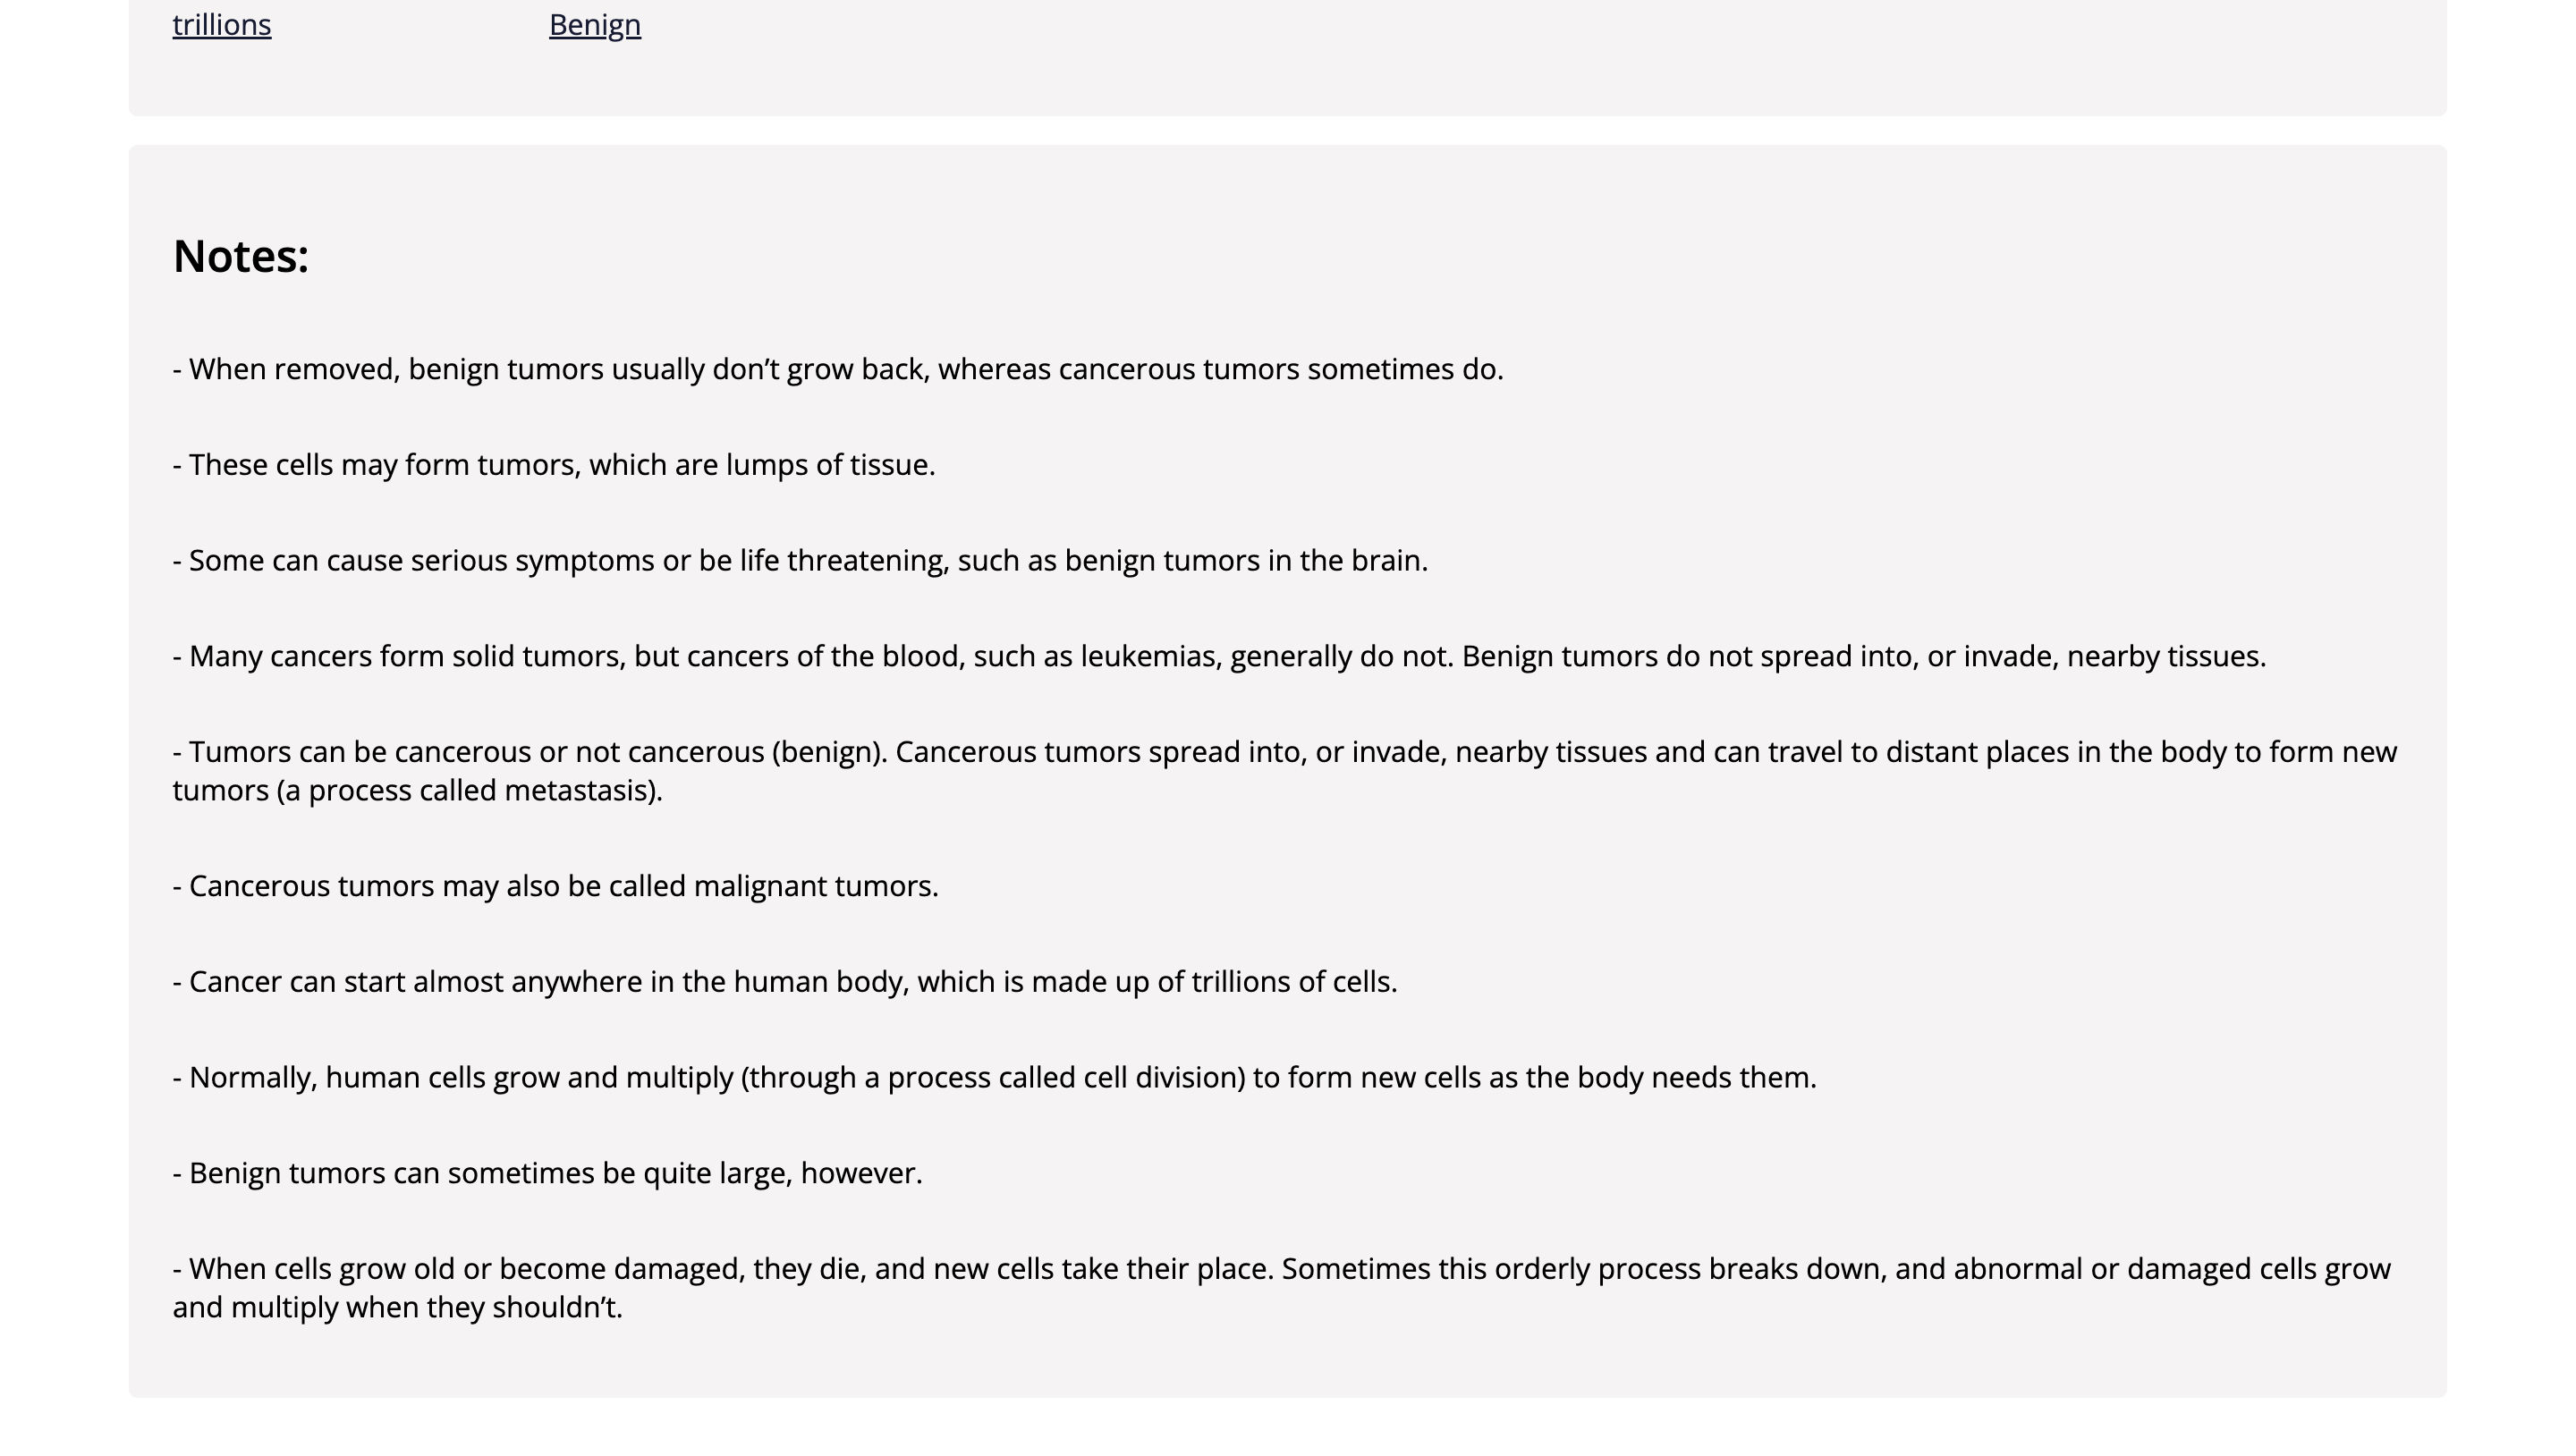 trillions Benign
Notes:
- When removed, benign tumors usually don’t grow back, whereas cancerous tumors sometimes do.
- These cells may form tumors, which are lumps of tissue.
- Some can cause serious symptoms or be life threatening, such as benign tumors in the brain.
- Many cancers form solid tumors, but cancers of the blood, such as leukemias, generally do not. Benign tumors do not spread into, or invade, nearby tissues.
- Tumors can be cancerous or not cancerous (benign). Cancerous tumors spread into, or invade, nearby tissues and can travel to distant places in the body to form new
tumors (a process called metastasis).
- Cancerous tumors may also be called malignant tumors.
- Cancer can start almost anywhere in the human body, which is made up of trillions of cells.
- Normally, human cells grow and multiply (through a process called cell division) to form new cells as the body needs them.
- Benign tumors can sometimes be quite large, however.
- When cells grow old or become damaged, they die, and new cells take their place. Sometimes this orderly process breaks down, and abnormal or damaged cells grow
and multiply when they shouldn’t.